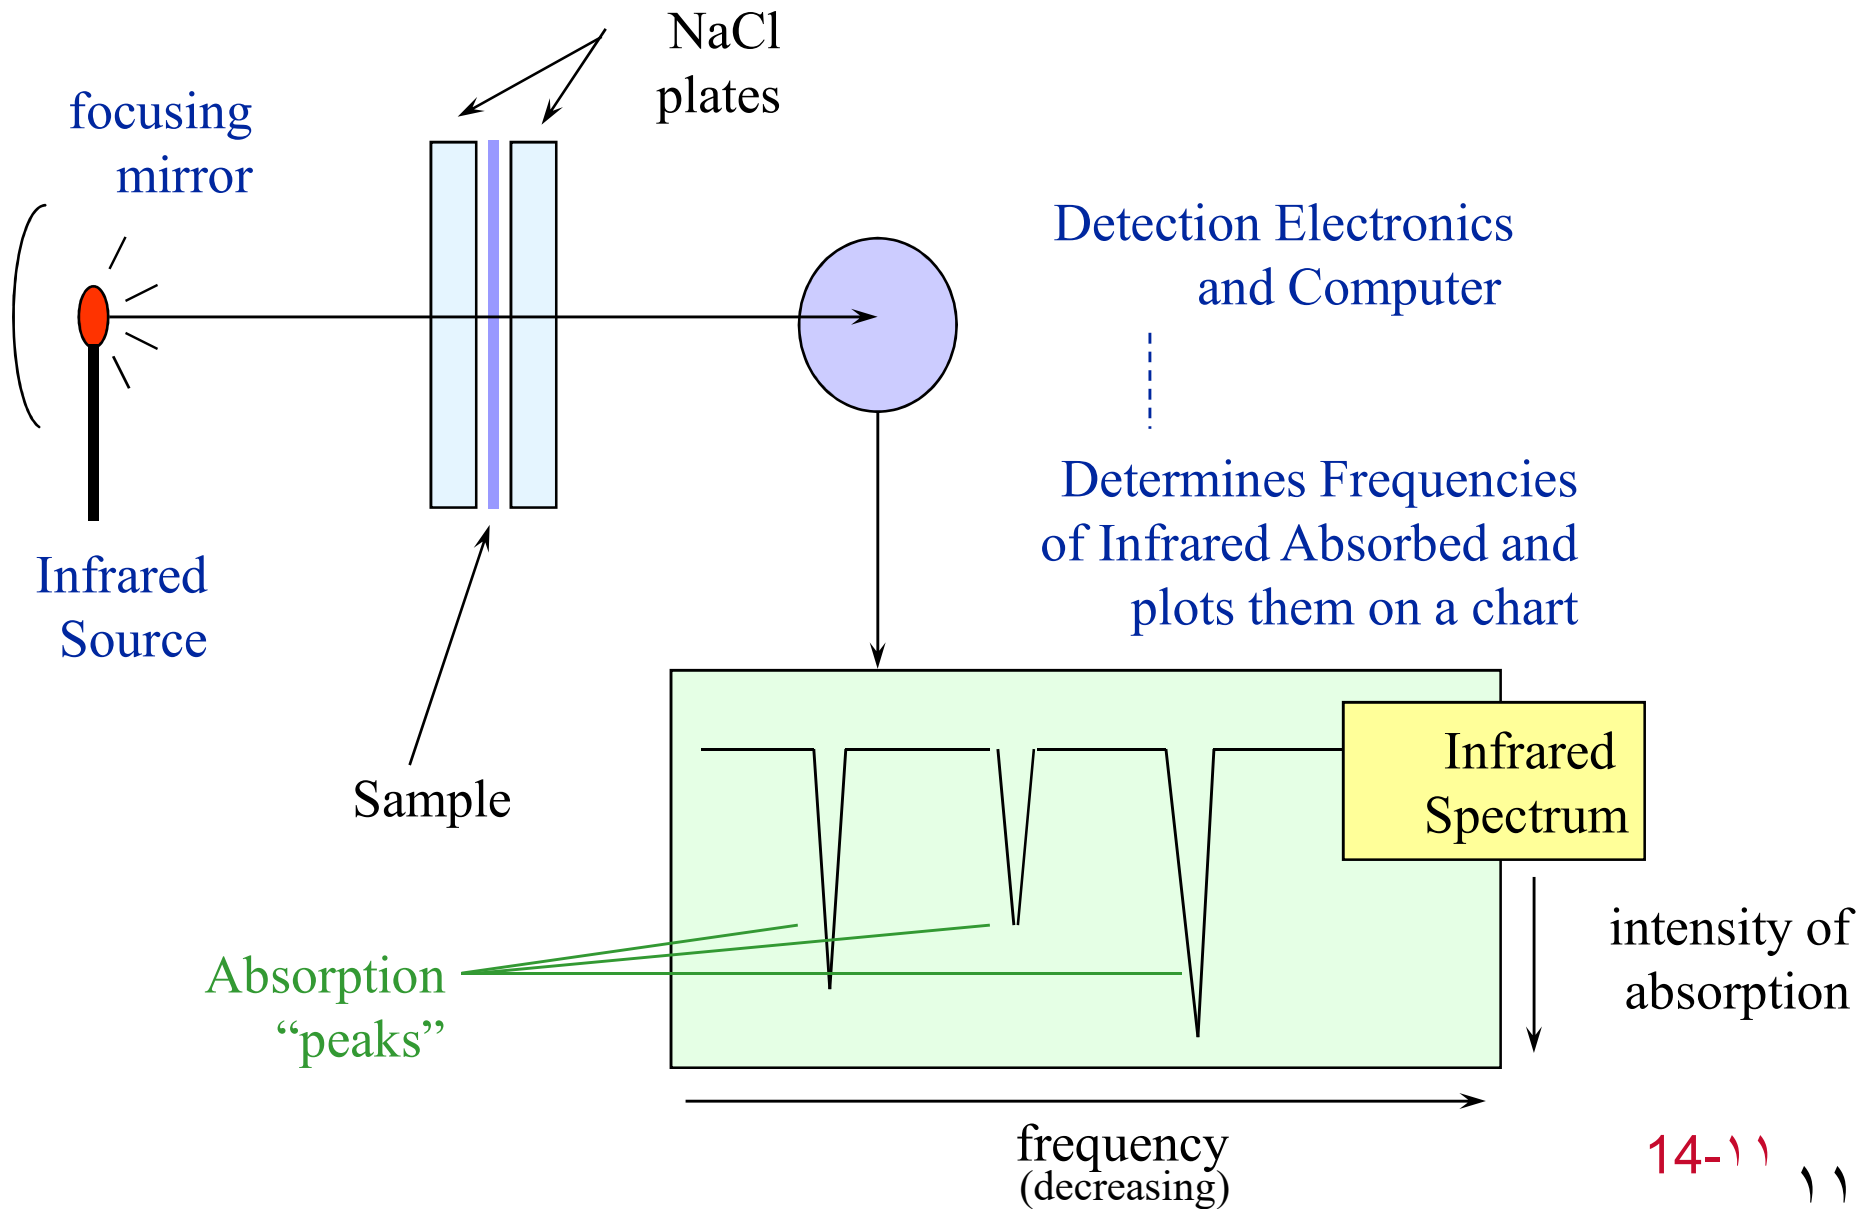 NaCl
plates
focusing
mirror
Detection Electronics
and Computer
Determines Frequencies
of Infrared Absorbed and
plots them on a chart
Infrared
Source
Sample
Infrared
Spectrum
intensity of
absorption
Absorption
“peaks”
frequency
(decreasing)
14-١١
١١